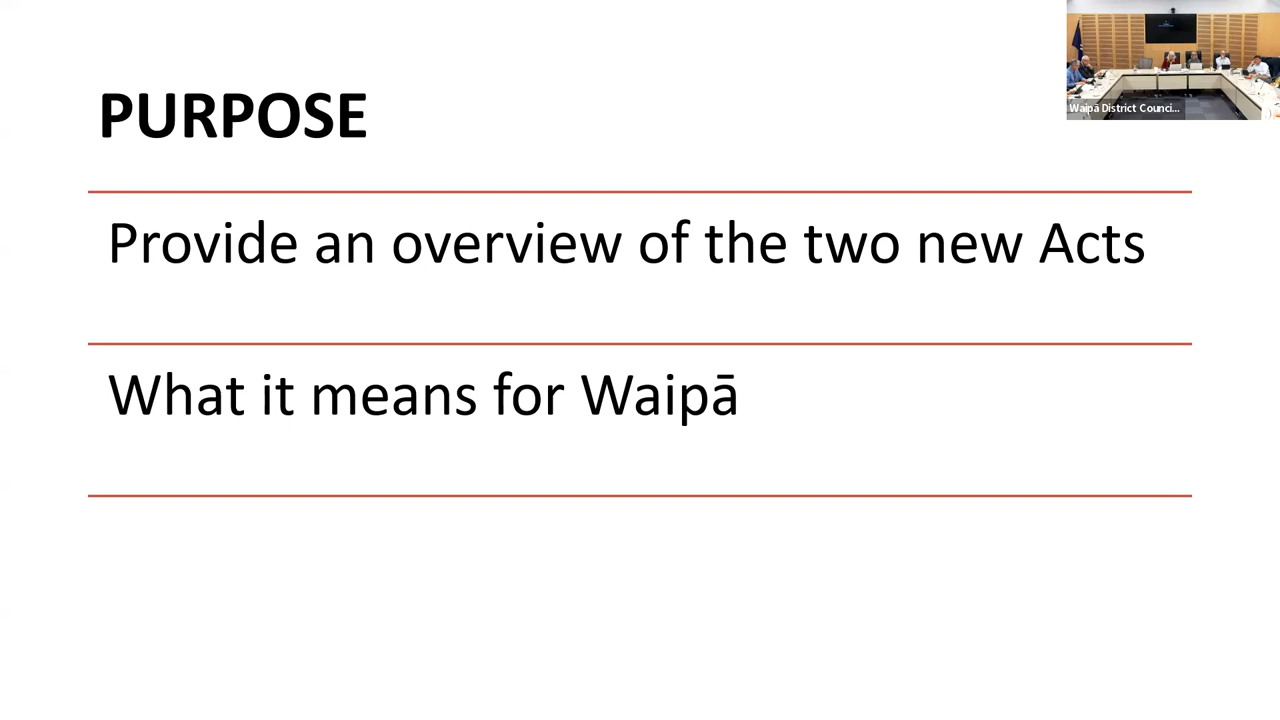 PURPOSE
Provide an overview of the two new Acts
What it means for Waipā
Waipā District Counci...